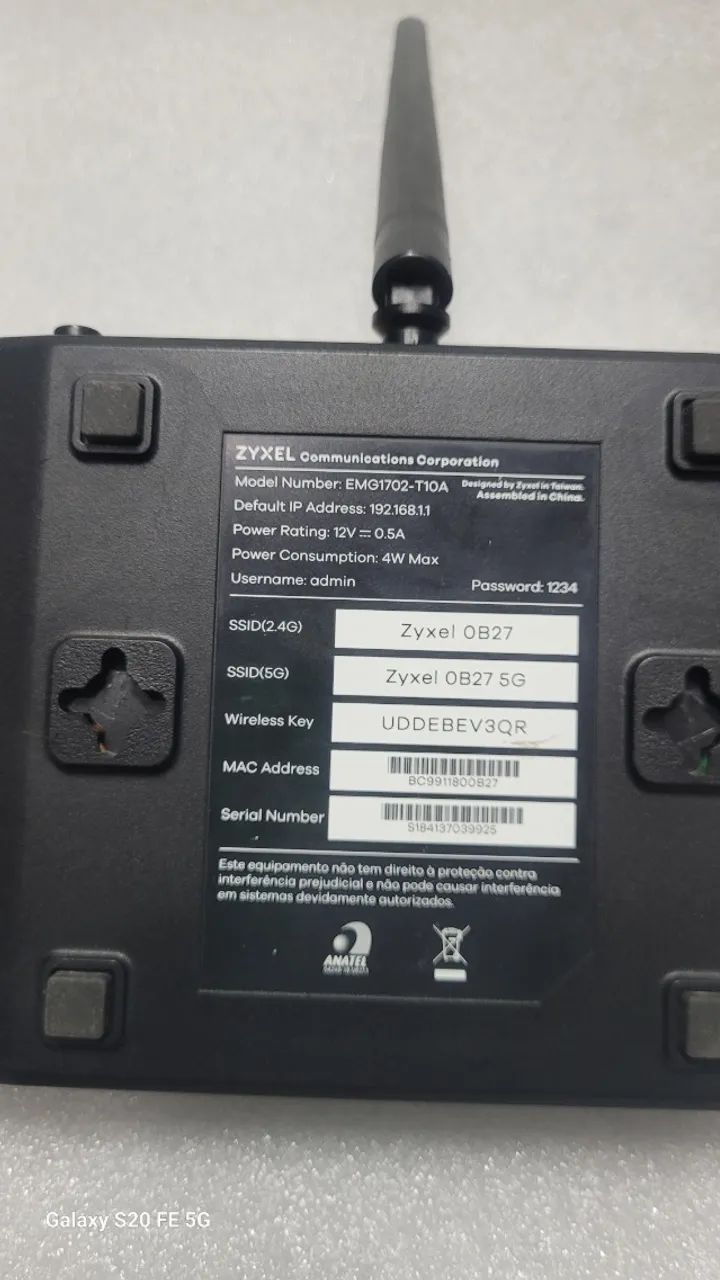 ZYXEL Communications Corporation
Model Number: EMG1702-T10A
Designed by Zyxel in Taiwan.
Assembled in China.
Default IP Address: 192.168.1.1
Power Rating: 12V ⎓ 0.5A
Power Consumption: 4W Max
Username: admin Password: 1234
SSID(2.4G) Zyxel 0B27
SSID(5G) Zyxel 0B27 5G
Wireless Key UDDEBEV3QR
MAC Address BC9911800B27
Serial Number S184137039925
Este equipamento não tem direito à proteção contra
interferência prejudicial e não pode causar interferência
em sistemas devidamente autorizados.
ANATEL
Galaxy S20 FE 5G